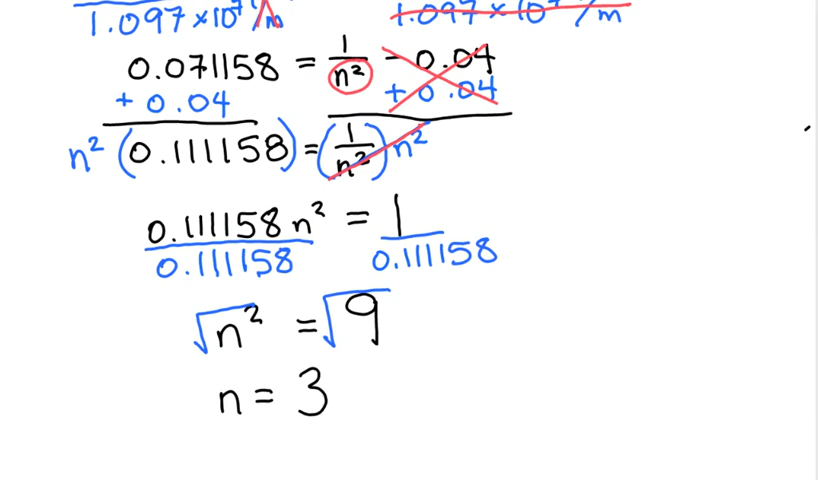 1.097×10⁷/m 1.097×10⁷/m
0.071158 = 1/n² - 0.04
+ 0.04 + 0.04
n² (0.111158) = (1/n²) n²
0.111158 n² = 1
0.111158 0.111158
√n² = √9
n = 3